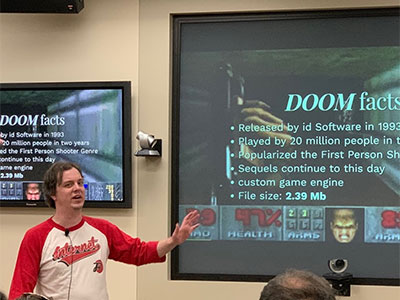 DOOM facts
by id Software in 1993
20 million people in two years
the First Person Shooter Genre
continue to this day
game engine
2.39 Mb
DOOM facts
• Released by id Software in 1993
• Played by 20 million people in t
• Popularized the First Person Shooter
• Sequels continue to this day
• custom game engine
• File size: 2.39 Mb
47%
HEALTH
ARMS
Internet